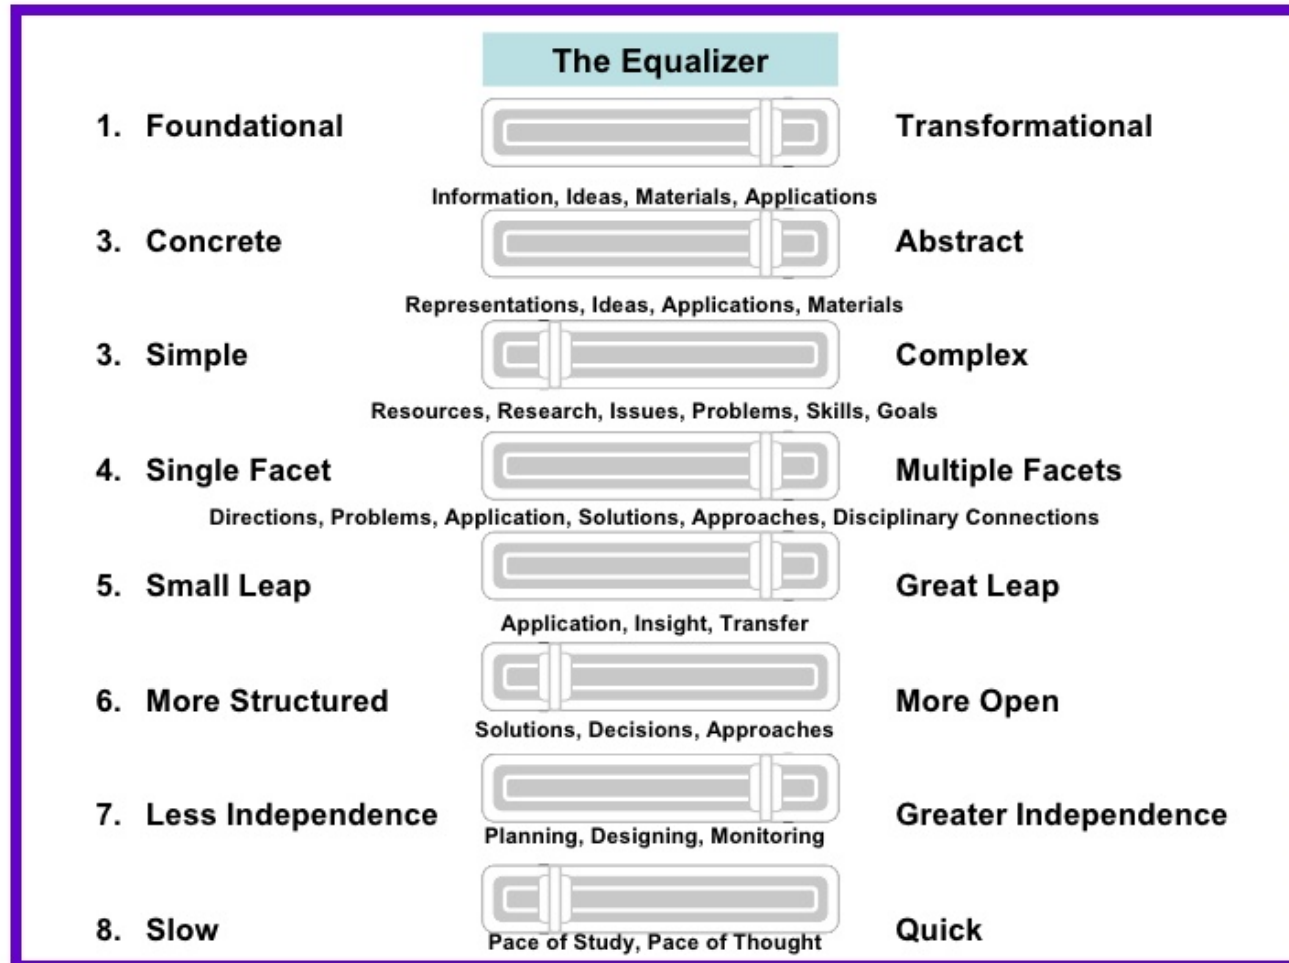 The Equalizer
1. Foundational Transformational
Information, Ideas, Materials, Applications
3. Concrete Abstract
Representations, Ideas, Applications, Materials
3. Simple Complex
Resources, Research, Issues, Problems, Skills, Goals
4. Single Facet Multiple Facets
Directions, Problems, Application, Solutions, Approaches, Disciplinary Connections
5. Small Leap Great Leap
Application, Insight, Transfer
6. More Structured More Open
Solutions, Decisions, Approaches
7. Less Independence Greater Independence
Planning, Designing, Monitoring
8. Slow Quick
Pace of Study, Pace of Thought